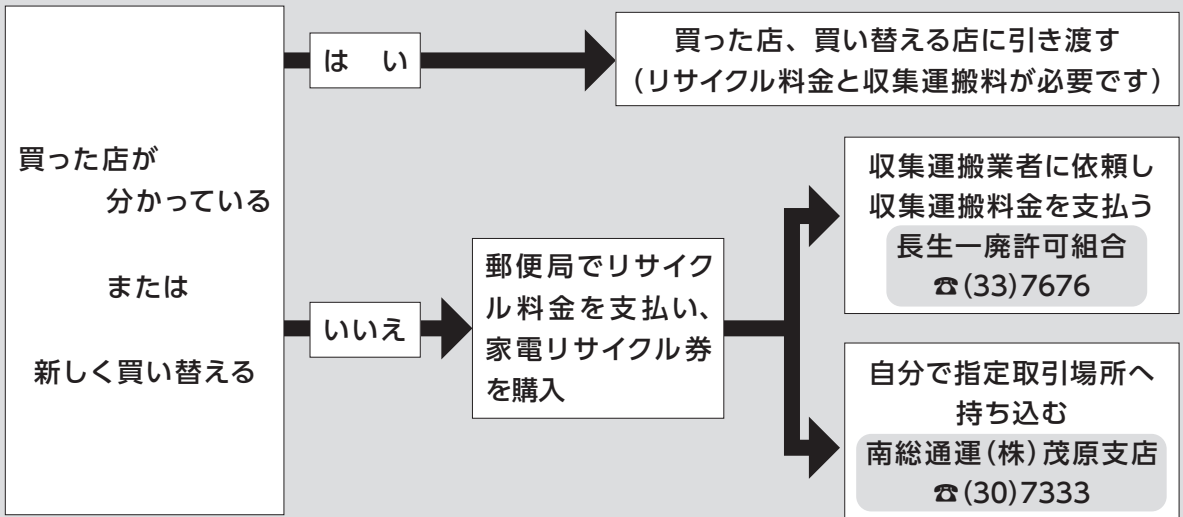 買った店が
分かっている
または
新しく買い替える
はい
買った店、買い替える店に引き渡す
(リサイクル料金と収集運搬料が必要です)
いいえ
郵便局でリサイク
ル料金を支払い、
家電リサイクル券
を購入
収集運搬業者に依頼し
収集運搬料金を支払う
長生一廃許可組合
☎(33)7676
自分で指定取引場所へ
持ち込む
南総通運(株)茂原支店
☎(30)7333